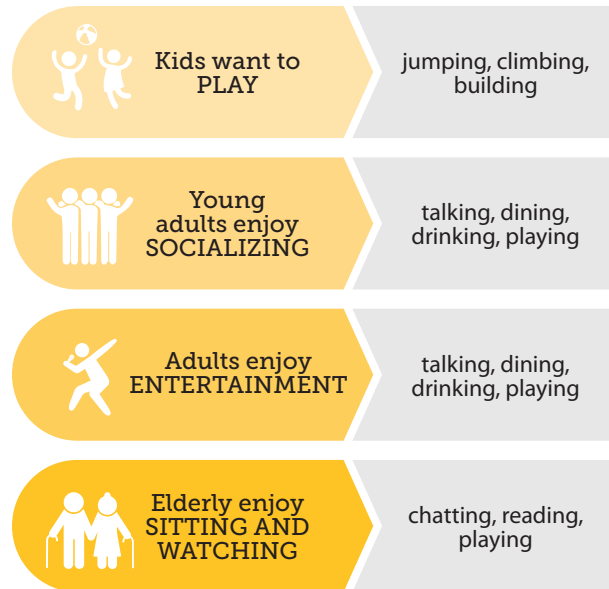 Kids want to
PLAY
jumping, climbing,
building
Young
adults enjoy
SOCIALIZING
talking, dining,
drinking, playing
Adults enjoy
ENTERTAINMENT
talking, dining,
drinking, playing
Elderly enjoy
SITTING AND
WATCHING
chatting, reading,
playing